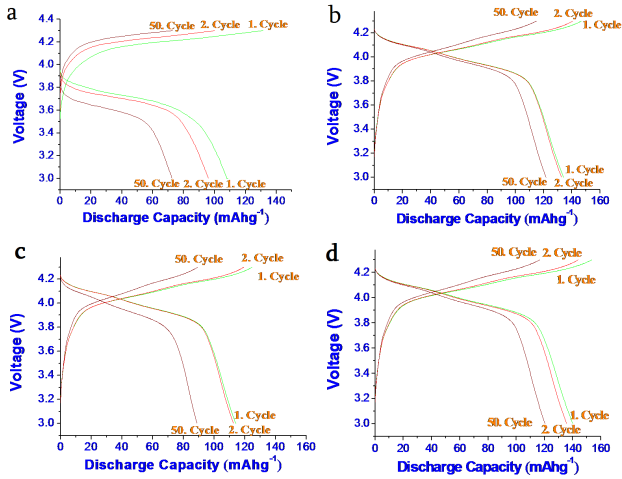 a
50. Cycle 2. Cycle 1. Cycle
4.4
4.2
4.0
3.8
3.6
3.4
3.2
3.0
Voltage (V)
50. Cycle 2. Cycle 1. Cycle
0 20 40 60 80 100 120 140
Discharge Capacity (mAhg-1)
b
50. Cycle 2. Cycle
1. Cycle
4.2
4.0
3.8
3.6
3.4
3.2
3.0
Voltage (V)
1. Cycle
50. Cycle 2. Cycle
0 20 40 60 80 100 120 140 160
Discharge Capacity (mAhg-1)
c
50. Cycle 2. Cycle
1. Cycle
4.2
4.0
3.8
3.6
3.4
3.2
3.0
Voltage (V)
1. Cycle
50. Cycle 2. Cycle
0 20 40 60 80 100 120 140 160
Discharge Capacity (mAhg-1)
d
50. Cycle 2. Cycle
1. Cycle
4.2
4.0
3.8
3.6
3.4
3.2
3.0
Voltage (V)
50. Cycle 1. Cycle
2. Cycle
0 20 40 60 80 100 120 140 160
Discharge Capacity (mAhg-1)